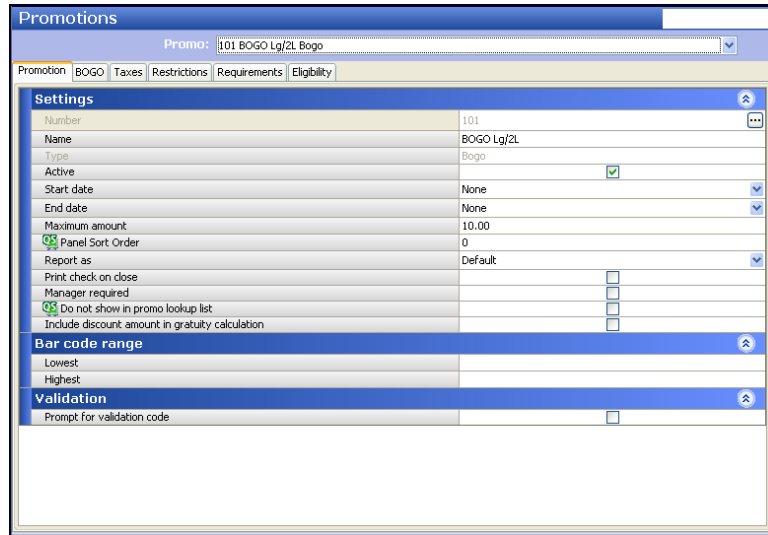 Promotions
Promo: 101 BOGO Lg/2L Bogo
Promotion BOGO Taxes Restrictions Requirements Eligibility
Settings
Number 101 ...
Name BOGO Lg/2L
Type Bogo
Active
Start date None
End date None
Maximum amount 10.00
QS Panel Sort Order 0
Report as Default
Print check on close
Manager required
QS Do not show in promo lookup list
Include discount amount in gratuity calculation
Bar code range
Lowest
Highest
Validation
Prompt for validation code